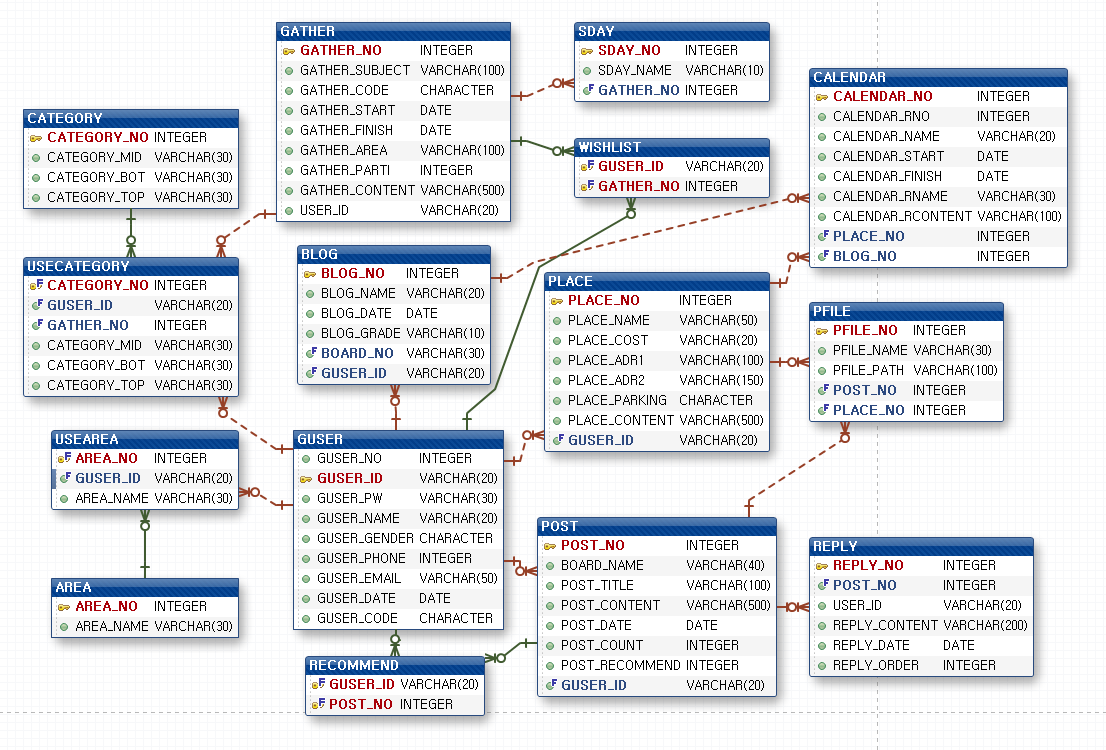 GATHER
GATHER_NO INTEGER
GATHER_SUBJECT VARCHAR(100)
GATHER_CODE CHARACTER
GATHER_START DATE
GATHER_FINISH DATE
GATHER_AREA VARCHAR(100)
GATHER_PARTI INTEGER
GATHER_CONTENT VARCHAR(500)
USER_ID VARCHAR(20)
SDAY
SDAY_NO INTEGER
SDAY_NAME VARCHAR(10)
GATHER_NO INTEGER
CALENDAR
CALENDAR_NO INTEGER
CALENDAR_RNO INTEGER
CALENDAR_NAME VARCHAR(20)
CALENDAR_START DATE
CALENDAR_FINISH DATE
CALENDAR_RNAME VARCHAR(30)
CALENDAR_RCONTENT VARCHAR(100)
PLACE_NO INTEGER
BLOG_NO INTEGER
CATEGORY
CATEGORY_NO INTEGER
CATEGORY_MID VARCHAR(30)
CATEGORY_BOT VARCHAR(30)
CATEGORY_TOP VARCHAR(30)
WISHLIST
GUSER_ID VARCHAR(20)
GATHER_NO INTEGER
USECATEGORY
CATEGORY_NO INTEGER
GUSER_ID VARCHAR(20)
GATHER_NO INTEGER
CATEGORY_MID VARCHAR(30)
CATEGORY_BOT VARCHAR(30)
CATEGORY_TOP VARCHAR(30)
BLOG
BLOG_NO INTEGER
BLOG_NAME VARCHAR(20)
BLOG_DATE DATE
BLOG_GRADE VARCHAR(10)
BOARD_NO VARCHAR(30)
GUSER_ID VARCHAR(20)
PLACE
PLACE_NO INTEGER
PLACE_NAME VARCHAR(50)
PLACE_COST VARCHAR(20)
PLACE_ADR1 VARCHAR(100)
PLACE_ADR2 VARCHAR(150)
PLACE_PARKING CHARACTER
PLACE_CONTENT VARCHAR(500)
GUSER_ID VARCHAR(20)
PFILE
PFILE_NO INTEGER
PFILE_NAME VARCHAR(30)
PFILE_PATH VARCHAR(100)
POST_NO INTEGER
PLACE_NO INTEGER
USEAREA
AREA_NO INTEGER
GUSER_ID VARCHAR(20)
AREA_NAME VARCHAR(30)
GUSER
GUSER_NO INTEGER
GUSER_ID VARCHAR(20)
GUSER_PW VARCHAR(30)
GUSER_NAME VARCHAR(20)
GUSER_GENDER CHARACTER
GUSER_PHONE INTEGER
GUSER_EMAIL VARCHAR(50)
GUSER_DATE DATE
GUSER_CODE CHARACTER
POST
POST_NO INTEGER
BOARD_NAME VARCHAR(40)
POST_TITLE VARCHAR(100)
POST_CONTENT VARCHAR(500)
POST_DATE DATE
POST_COUNT INTEGER
POST_RECOMMEND INTEGER
GUSER_ID VARCHAR(20)
REPLY
REPLY_NO INTEGER
POST_NO INTEGER
USER_ID VARCHAR(20)
REPLY_CONTENT VARCHAR(200)
REPLY_DATE DATE
REPLY_ORDER INTEGER
AREA
AREA_NO INTEGER
AREA_NAME VARCHAR(30)
RECOMMEND
GUSER_ID VARCHAR(20)
POST_NO INTEGER